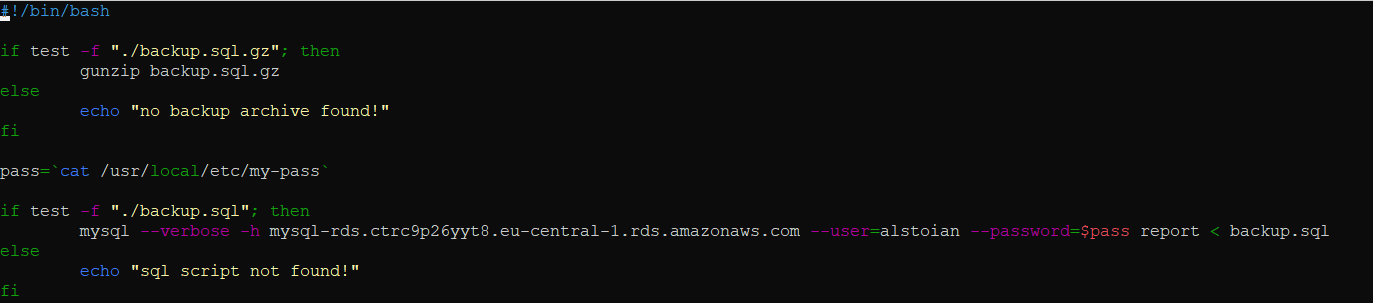 #!/bin/bash
if test -f "./backup.sql.gz"; then
gunzip backup.sql.gz
else
echo "no backup archive found!"
fi
pass=`cat /usr/local/etc/my-pass`
if test -f "./backup.sql"; then
mysql --verbose -h mysql-rds.ctrc9p26yyt8.eu-central-1.rds.amazonaws.com --user=alstoian --password=$pass report < backup.sql
else
echo "sql script not found!"
fi